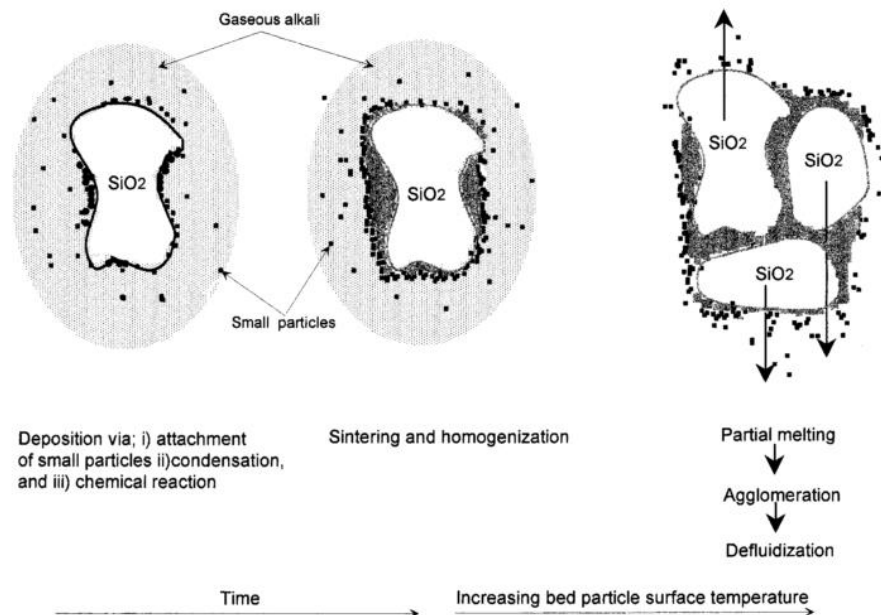 Gaseous alkali
SiO2
SiO2
SiO2
SiO2
SiO2
Small particles
Deposition via; i) attachment
of small particles ii)condensation,
and iii) chemical reaction
Sintering and homogenization
Partial melting
Agglomeration
Defluidization
Time
Increasing bed particle surface temperature